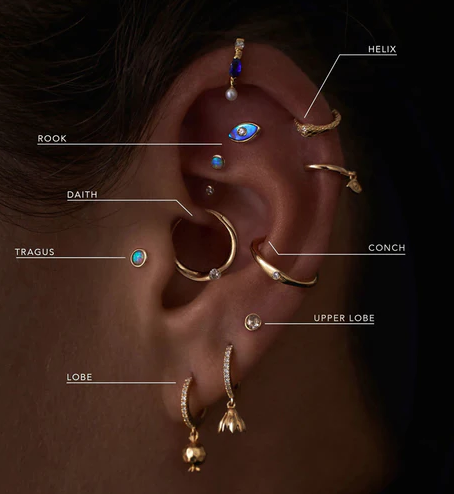 HELIX
ROOK
DAITH
TRAGUS
CONCH
UPPER LOBE
LOBE